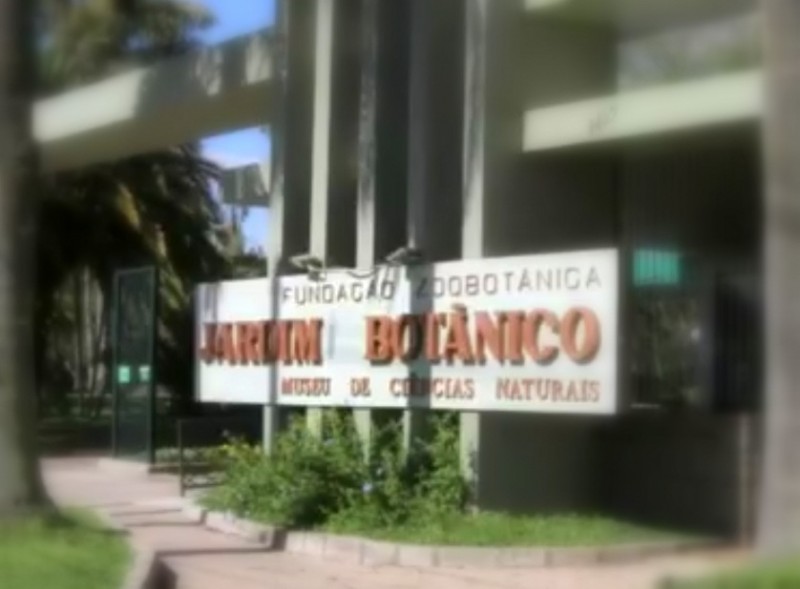 FUNDAÇÃO ZOOBOTÂNICA
JARDIM BOTÂNICO
MUSEU DE CIÊNCIAS NATURAIS